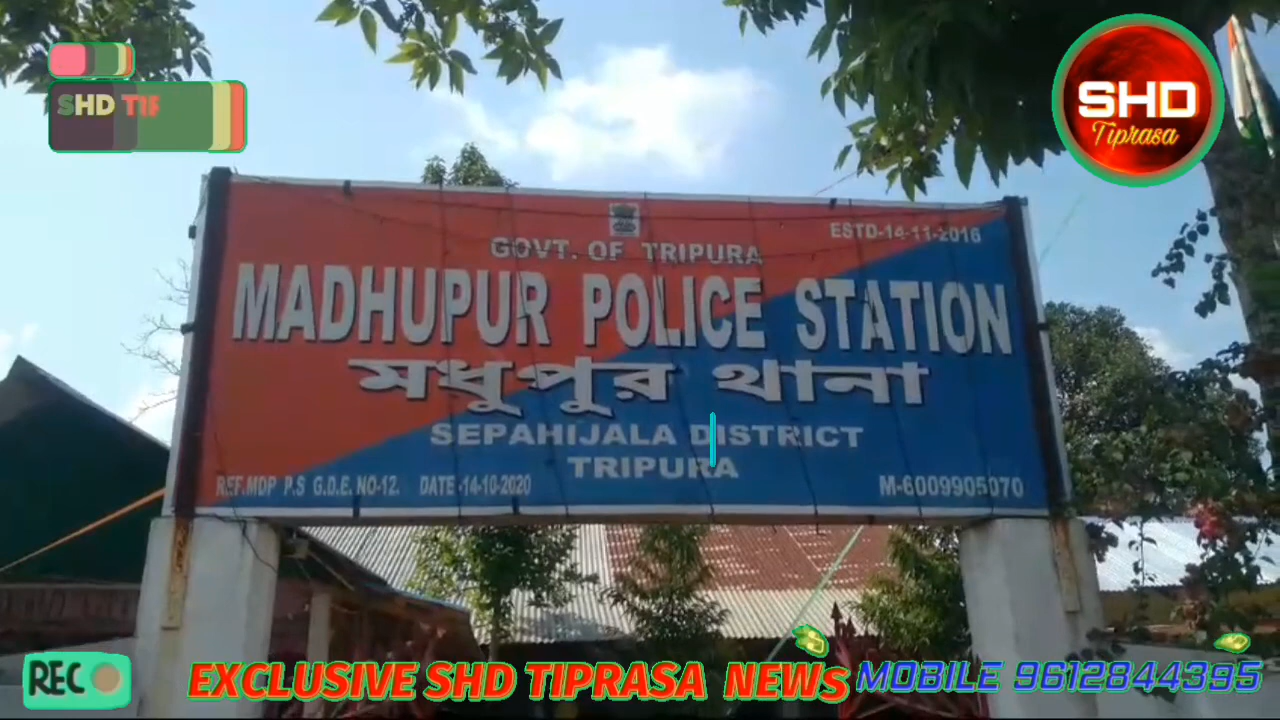 SHD TIF
SHD
Tiprasa
ESTD-14-11-2016
GOVT. OF TRIPURA
MADHUPUR POLICE STATION
মধুপুর থানা
SEPAHIJALA DISTRICT
TRIPURA
REF.MDP P.S G.D.E. NO-12. DATE-14-10-2020
M-6009905070
REC
EXCLUSIVE SHD TIPRASA NEWs
MOBILE 9612844395